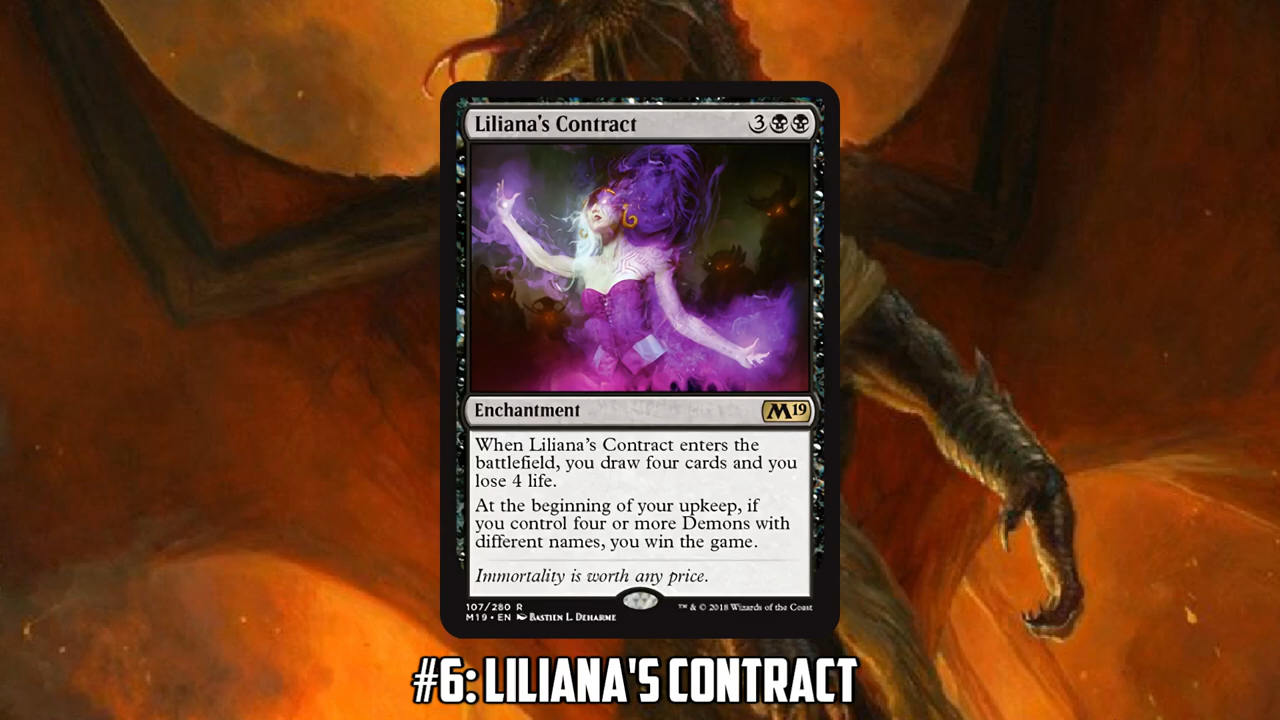 Liliana's Contract 3
Enchantment M19
When Liliana's Contract enters the
battlefield, you draw four cards and you
lose 4 life.
At the beginning of your upkeep, if
you control four or more Demons with
different names, you win the game.
Immortality is worth any price.
107/280 R
M19 • EN Bastien L. Deharme
™ & © 2018 Wizards of the Coast
#6: LILIANA'S CONTRACT